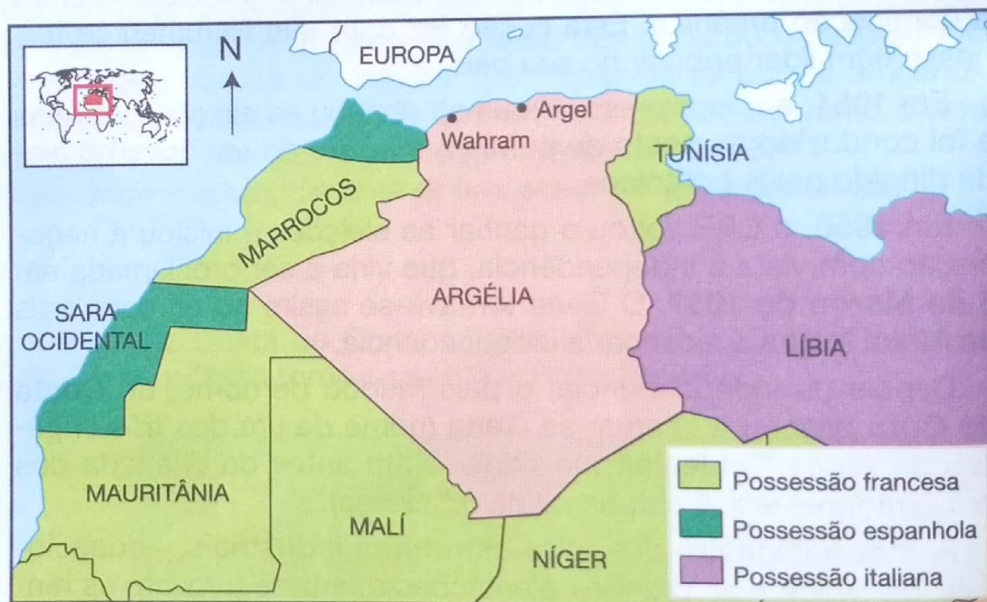 EUROPA
N
Argel
Wahram
TUNÍSIA
MARROCOS
ARGÉLIA
SARA
OCIDENTAL
LÍBIA
MAURITÂNIA
MALÍ
NÍGER
Possessão francesa
Possessão espanhola
Possessão italiana